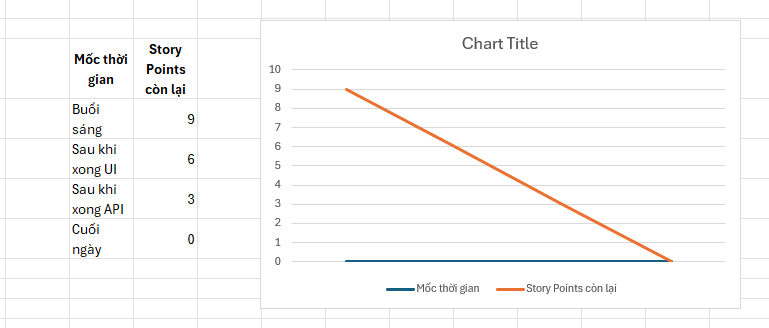 Mốc thời
gian
Story
Points
còn lại
Buổi
sáng
9
Sau khi
xong UI
6
Sau khi
xong API
3
Cuối
ngày
0
Chart Title
10
9
8
7
6
5
4
3
2
1
0
Mốc thời gian
Story Points còn lại